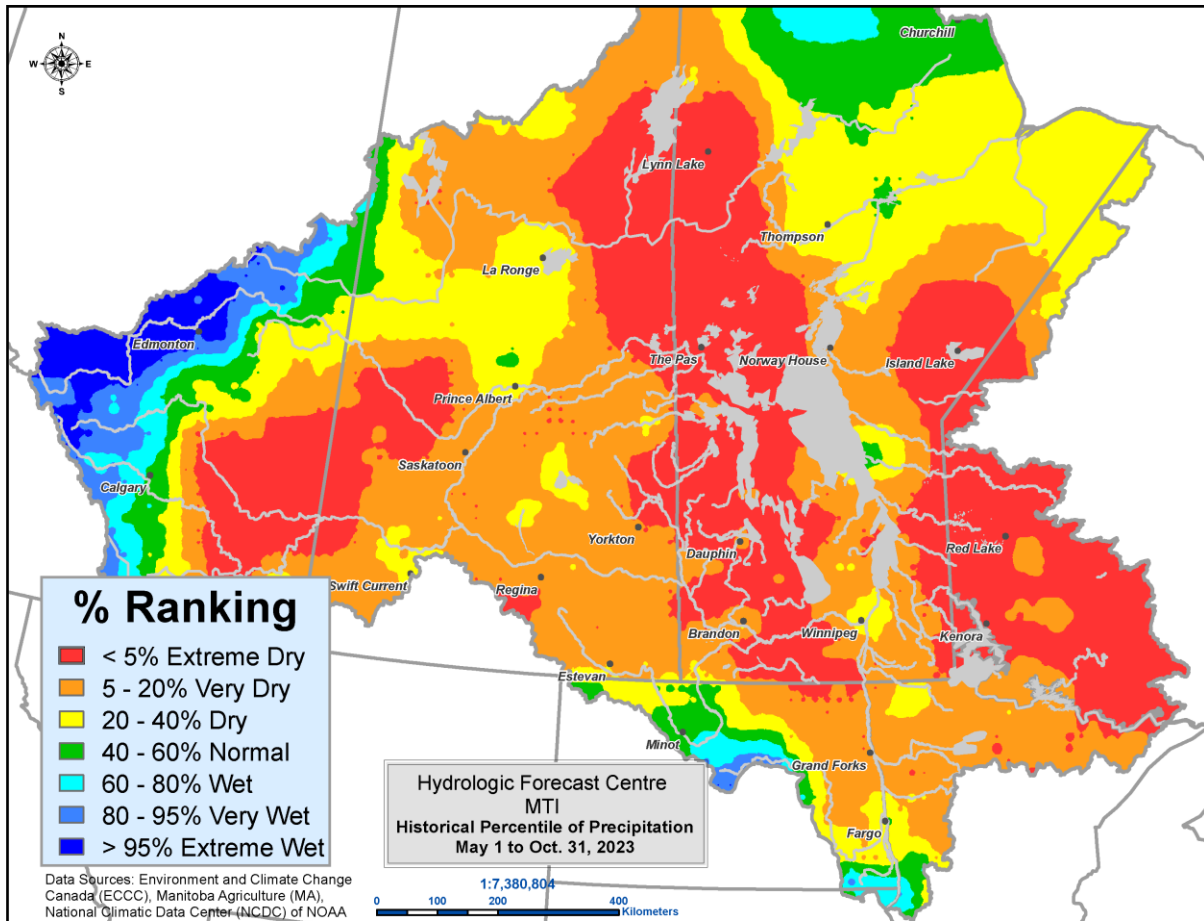 N
W E
S
Churchill
Lynn Lake
Thompson
La Ronge
Edmonton
The Pas
Norway House
Island Lake
Prince Albert
Saskatoon
Calgary
Yorkton
Dauphin
Red Lake
Swift Current
Regina
Brandon
Winnipeg
Kenora
Estevan
Minot
Grand Forks
Fargo
% Ranking
< 5% Extreme Dry
5 - 20% Very Dry
20 - 40% Dry
40 - 60% Normal
60 - 80% Wet
80 - 95% Very Wet
> 95% Extreme Wet
Hydrologic Forecast Centre
MTI
Historical Percentile of Precipitation
May 1 to Oct. 31, 2023
Data Sources: Environment and Climate Change
Canada (ECCC), Manitoba Agriculture (MA),
National Climatic Data Center (NCDC) of NOAA
1:7,380,804
0 100 200 400
Kilometers